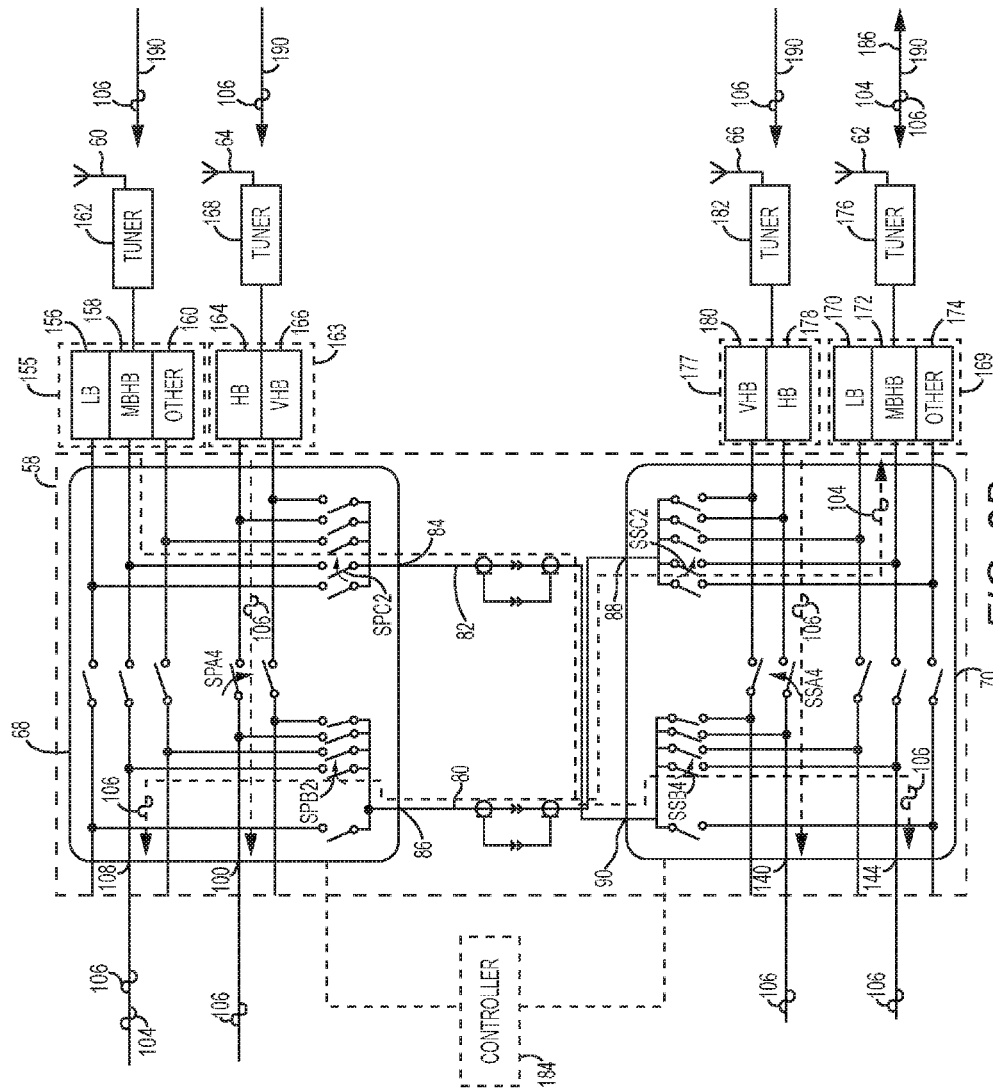 106
190
60
162
TUNER
106
190
64
168
TUNER
106
190
66
182
TUNER
186
104
190
106
62
176
TUNER
155
156
158
160
LB
MBHB
OTHER
164
166
163
HB
VHB
177
180
178
VHB
HB
170
172
174
169
LB
MBHB
OTHER
58
68
106
108
100
SPA4
106
SPB2
SPC2
86
84
80
82
90
88
SSB4
SSC2
SSA4
106
104
106
140
144
70
106
104
106
106
106
CONTROLLER
184